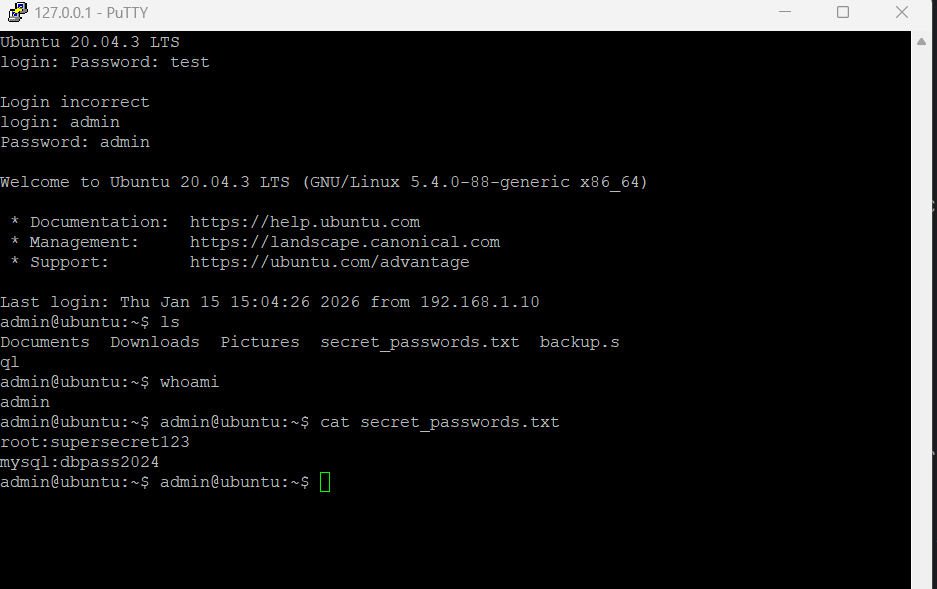 127.0.0.1 - PuTTY
Ubuntu 20.04.3 LTS
login: Password: test
Login incorrect
login: admin
Password: admin
Welcome to Ubuntu 20.04.3 LTS (GNU/Linux 5.4.0-88-generic x86_64)
* Documentation:  https://help.ubuntu.com
* Management:     https://landscape.canonical.com
* Support:        https://ubuntu.com/advantage
Last login: Thu Jan 15 15:04:26 2026 from 192.168.1.10
admin@ubuntu:~$ ls
Documents  Downloads  Pictures  secret_passwords.txt  backup.s
ql
admin@ubuntu:~$ whoami
admin
admin@ubuntu:~$ admin@ubuntu:~$ cat secret_passwords.txt
root:supersecret123
mysql:dbpass2024
admin@ubuntu:~$ admin@ubuntu:~$